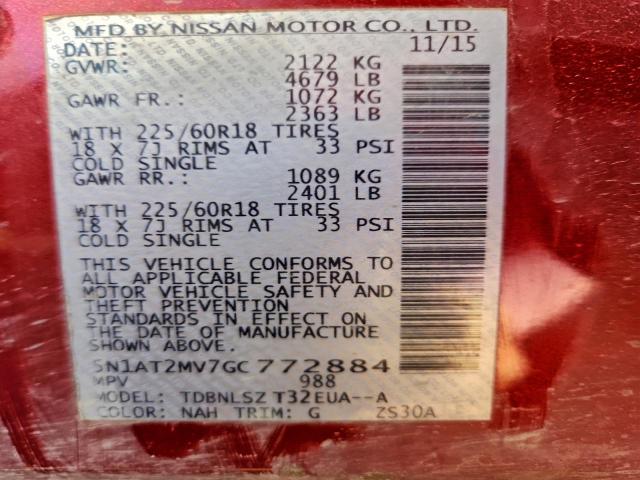 MFD BY NISSAN MOTOR CO., LTD.
DATE: 11/15
GVWR: 2122 KG
4679 LB
GAWR FR.: 1072 KG
2363 LB
WITH 225/60R18 TIRES
18 X 7J RIMS AT 33 PSI
COLD SINGLE
GAWR RR.: 1089 KG
2401 LB
WITH 225/60R18 TIRES
18 X 7J RIMS AT 33 PSI
COLD SINGLE
THIS VEHICLE CONFORMS TO
ALL APPLICABLE FEDERAL
MOTOR VEHICLE SAFETY AND
THEFT PREVENTION
STANDARDS IN EFFECT ON
THE DATE OF MANUFACTURE
SHOWN ABOVE.
5N1AT2MV7GC772884
MPV 988
MODEL: TDBNLSZ T32EUA--A
COLOR: NAH TRIM: G ZS30A